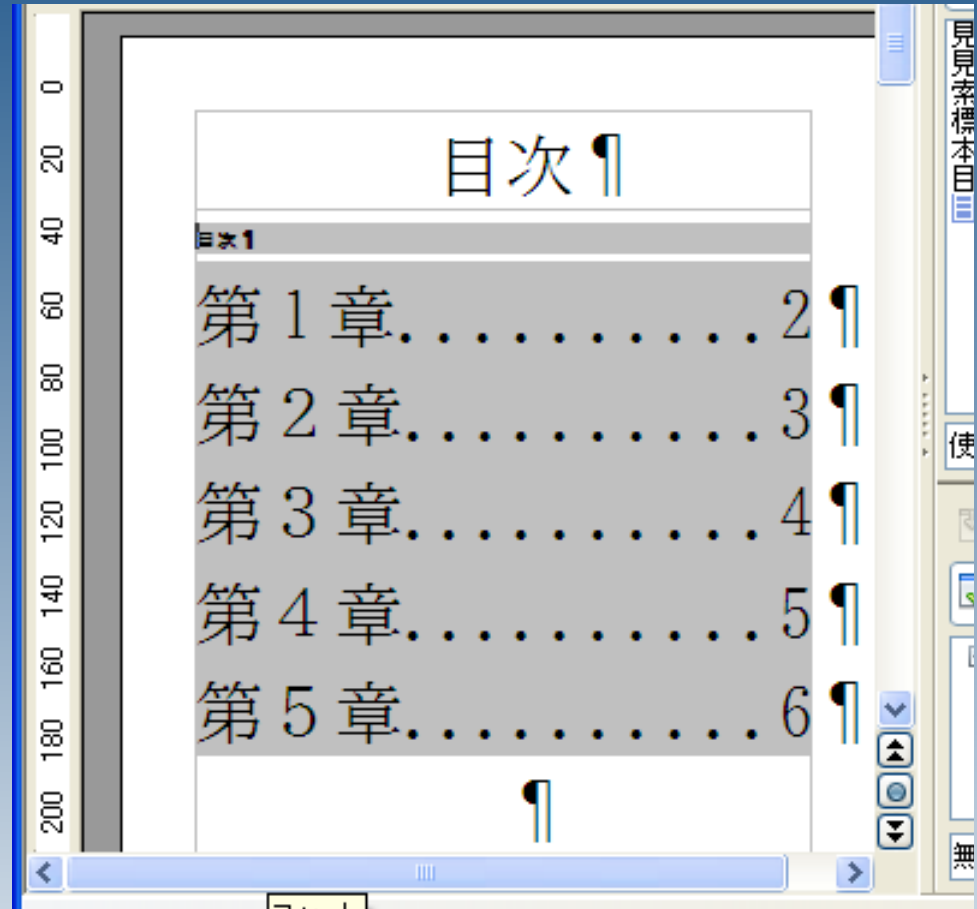 0
20
40
60
80
100
120
140
160
180
200
目次¶
目次¶
第１章...........2¶
第２章...........3¶
第３章...........4¶
第４章...........5¶
第５章...........6¶
¶
見
見
索
標
本
目
使
無